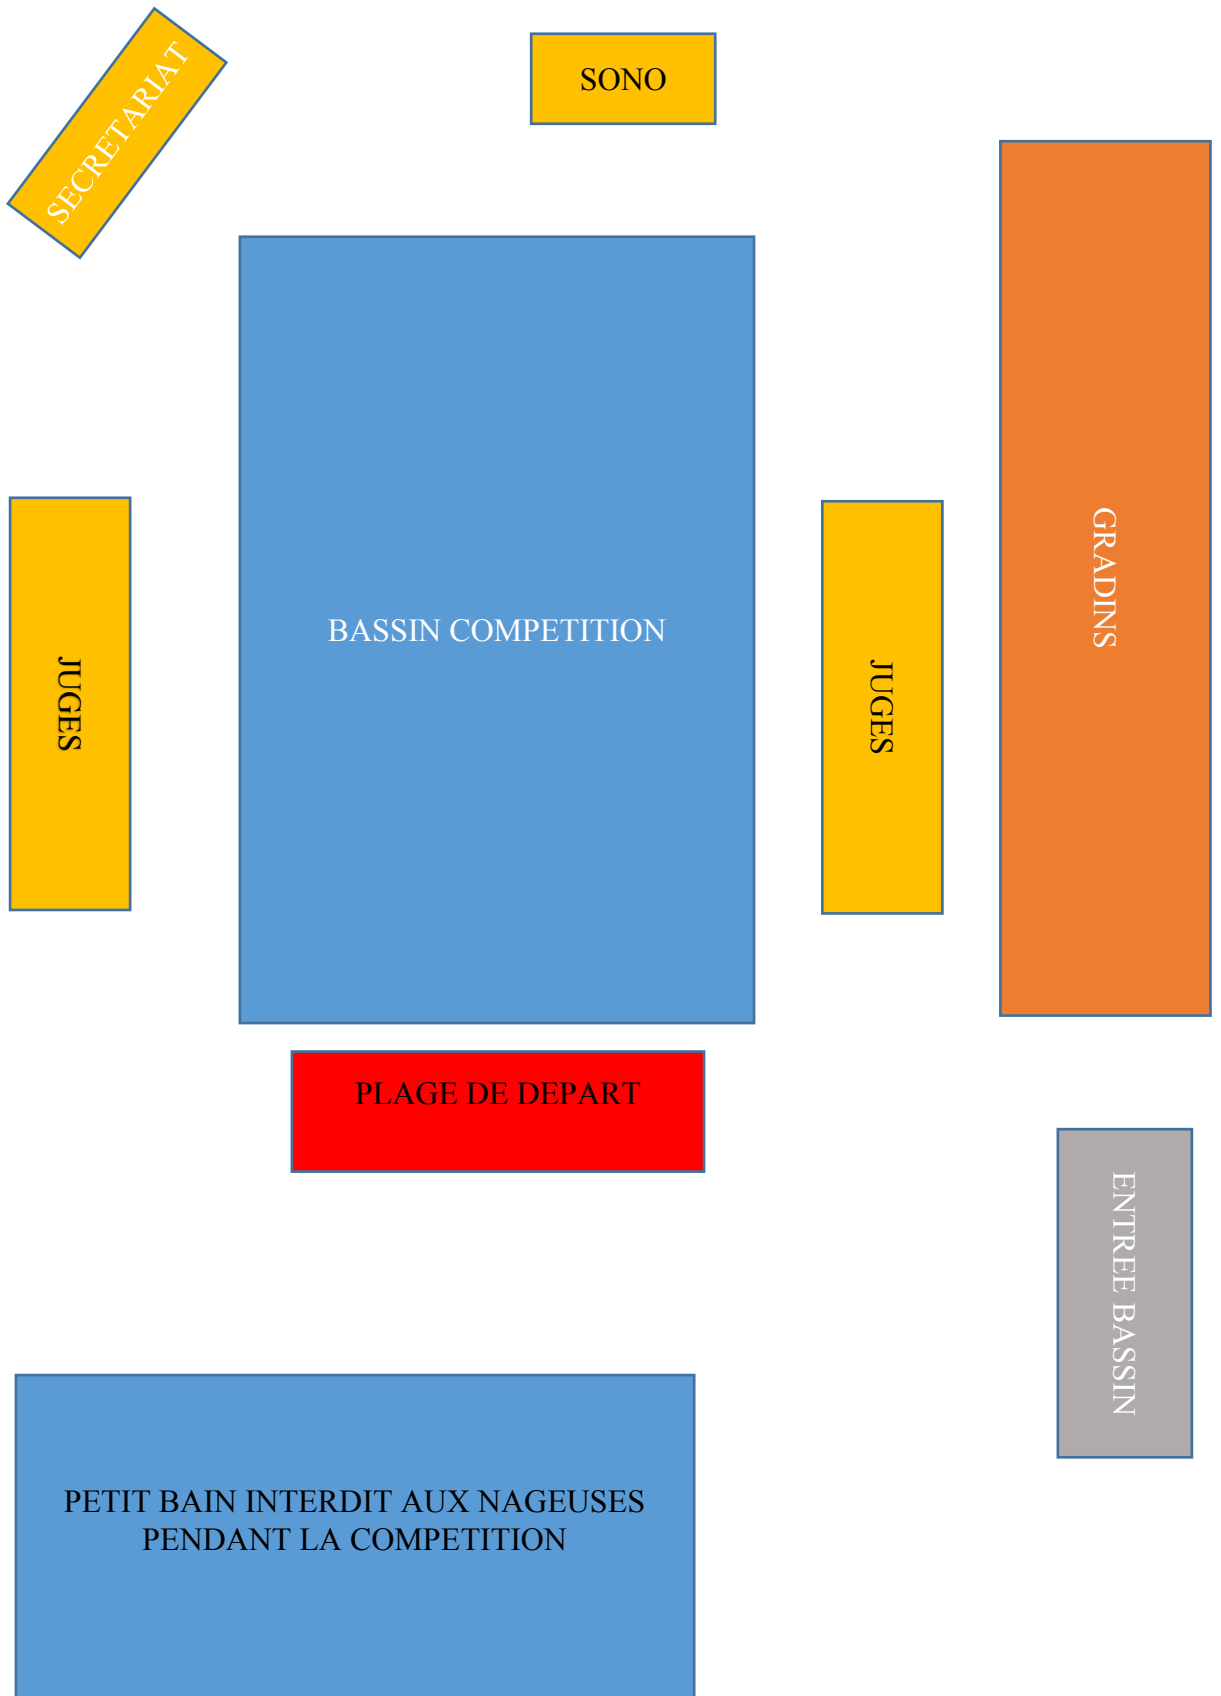 SECRETARIAT
SONO
GRADINS
BASSIN COMPETITION
JUGES
JUGES
PLAGE DE DEPART
ENTREE BASSIN
PETIT BAIN INTERDIT AUX NAGEUSES
PENDANT LA COMPETITION